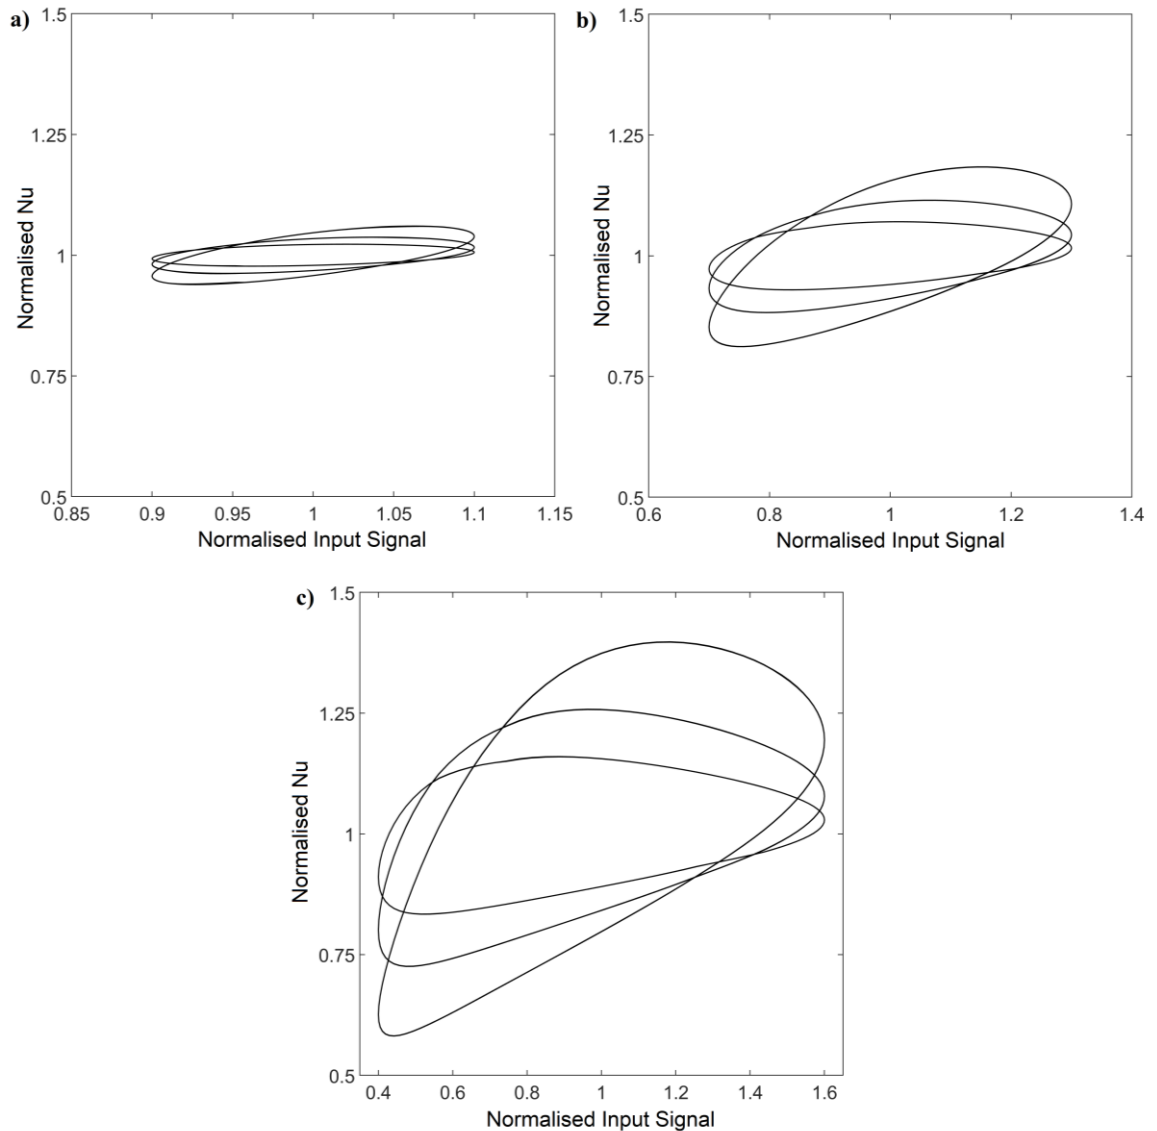 a)
1.5
1.25
1
0.75
0.5
Normalised Nu
0.85 0.9 0.95 1 1.05 1.1 1.15
Normalised Input Signal
b)
1.5
1.25
1
0.75
0.5
Normalised Nu
0.6 0.8 1 1.2 1.4
Normalised Input Signal
c)
1.5
1.25
1
0.75
0.5
Normalised Nu
0.4 0.6 0.8 1 1.2 1.4 1.6
Normalised Input Signal